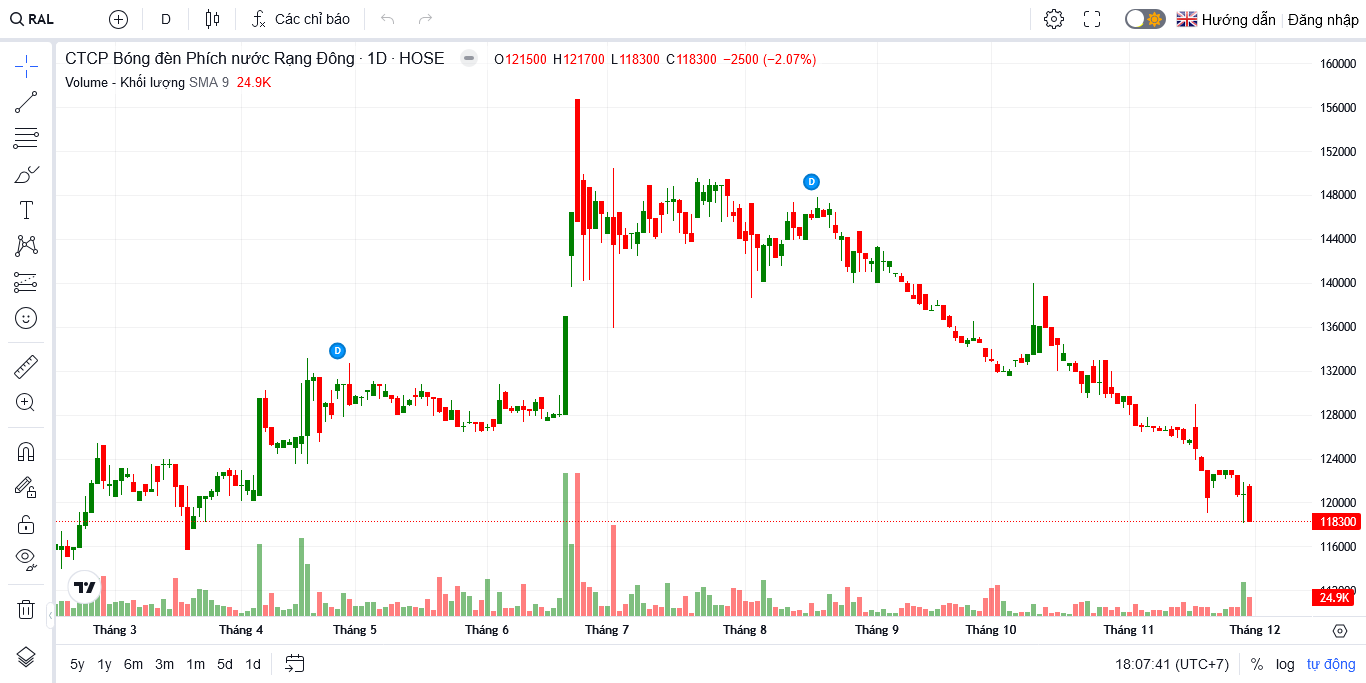 RAL D Các chỉ báo Hướng dẫn Đăng nhập
CTCP Bóng đèn Phích nước Rạng Đông · 1D · HOSE O121500 H121700 L118300 C118300 −2500 (−2.07%)
Volume - Khối lượng SMA 9 24.9K
160000
156000
152000
148000
144000
140000
136000
132000
128000
124000
120000
118300
116000
24.9K
D
D
Tháng 3 Tháng 4 Tháng 5 Tháng 6 Tháng 7 Tháng 8 Tháng 9 Tháng 10 Tháng 11 Tháng 12
5y 1y 6m 3m 1m 5d 1d 18:07:41 (UTC+7) % log tự động